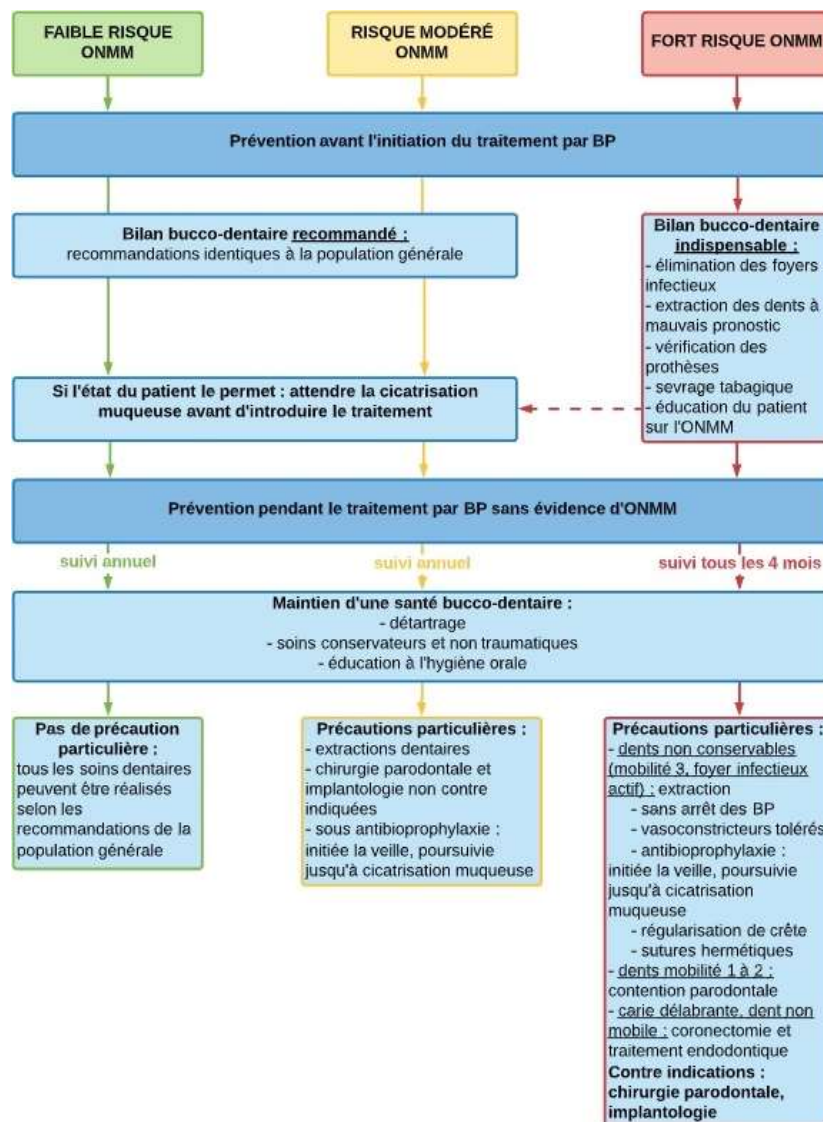 FAIBLE RISQUE
ONMM
RISQUE MODÉRÉ
ONMM
FORT RISQUE ONMM
Prévention avant l'initiation du traitement par BP
Bilan bucco-dentaire recommandé :
recommandations identiques à la population générale
Bilan bucco-dentaire
indispensable :
- élimination des foyers
infectieux
- extraction des dents à
mauvais pronostic
- vérification des
prothèses
- sevrage tabagique
- éducation du patient
sur l'ONMM
Si l'état du patient le permet : attendre la cicatrisation
muqueuse avant d'introduire le traitement
Prévention pendant le traitement par BP sans évidence d'ONMM
suivi annuel
suivi annuel
suivi tous les 4 mois
Maintien d'une santé bucco-dentaire :
- détartrage
- soins conservateurs et non traumatiques
- éducation à l'hygiène orale
Pas de précaution
particulière :
tous les soins dentaires
peuvent être réalisés
selon les
recommandations de la
population générale
Précautions particulières :
- extractions dentaires
- chirurgie parodontale et
implantologie non contre
indiquées
- sous antibioprophylaxie :
initiée la veille, poursuivie
jusqu'à cicatrisation muqueuse
Précautions particulières :
- dents non conservables
(mobilité 3, foyer infectieux
actif) : extraction
- sans arrêt des BP
- vasoconstricteurs tolérés
- antibioprophylaxie :
initiée la veille, poursuivie
jusqu'à cicatrisation
muqueuse
- régularisation de crête
- sutures hermétiques
- dents mobilité 1 à 2 :
contention parodontale
- carie délabrante, dent non
mobile : coronectomie et
traitement endodontique
Contre indications :
chirurgie parodontale,
implantologie